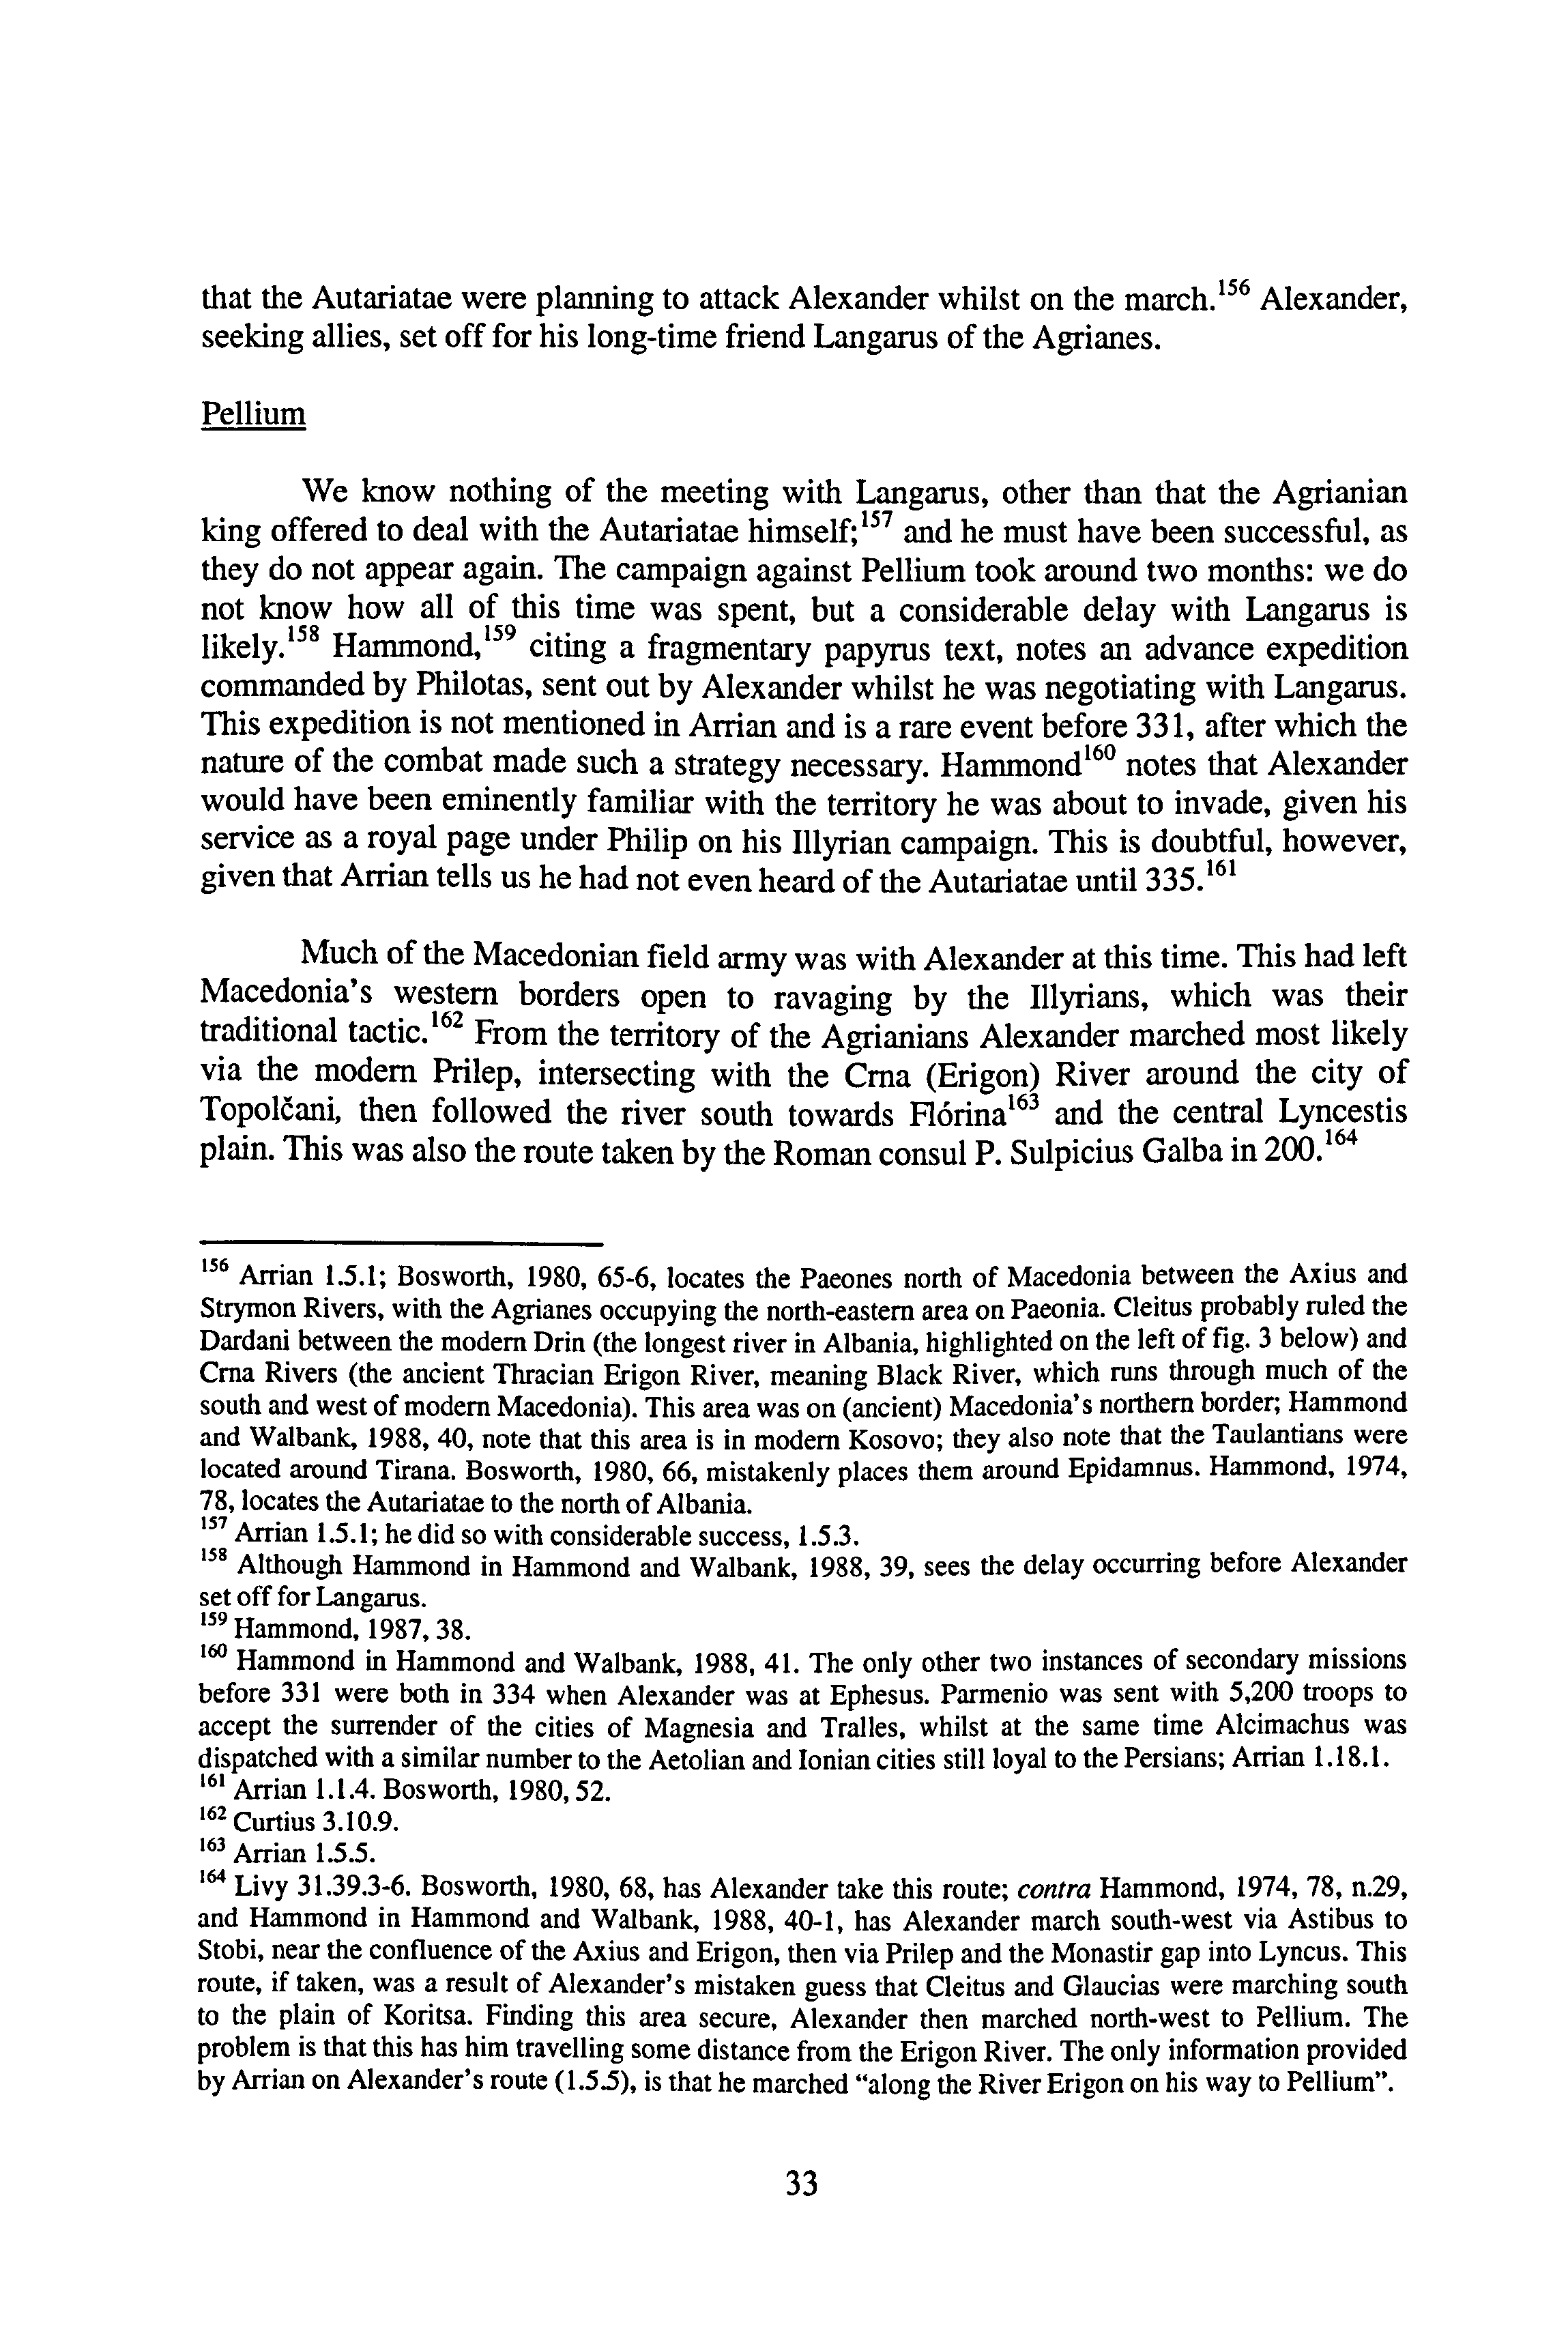 that the Autariatae were planning to attack Alexander whilst on the march.156 Alexander,
seeking allies, set off for his long-time friend Langarus of the Agrianes.
Pellium
We know nothing of the meeting with Langarus, other than that the Agrianian
king offered to deal with the Autariatae himself;157 and he must have been successful, as
they do not appear again. The campaign against Pellium took around two months: we do
not know how all of this time was spent, but a considerable delay with Langarus is
likely.158 Hammond,159 citing a fragmentary papyrus text, notes an advance expedition
commanded by Philotas, sent out by Alexander whilst he was negotiating with Langarus.
This expedition is not mentioned in Arrian and is a rare event before 331, after which the
nature of the combat made such a strategy necessary. Hammond160 notes that Alexander
would have been eminently familiar with the territory he was about to invade, given his
service as a royal page under Philip on his Illyrian campaign. This is doubtful, however,
given that Arrian tells us he had not even heard of the Autariatae until 335.161
Much of the Macedonian field army was with Alexander at this time. This had left
Macedonia's western borders open to ravaging by the Illyrians, which was their
traditional tactic.162 From the territory of the Agrianians Alexander marched most likely
via the modern Prilep, intersecting with the Crna (Erigon) River around the city of
Topolčani, then followed the river south towards Flórina163 and the central Lyncestis
plain. This was also the route taken by the Roman consul P. Sulpicius Galba in 200.164
156 Arrian 1.5.1; Bosworth, 1980, 65-6, locates the Paeones north of Macedonia between the Axius and
Strymon Rivers, with the Agrianes occupying the north-eastern area on Paeonia. Cleitus probably ruled the
Dardani between the modern Drin (the longest river in Albania, highlighted on the left of fig. 3 below) and
Crna Rivers (the ancient Thracian Erigon River, meaning Black River, which runs through much of the
south and west of modern Macedonia). This area was on (ancient) Macedonia's northern border; Hammond
and Walbank, 1988, 40, note that this area is in modern Kosovo; they also note that the Taulantians were
located around Tirana. Bosworth, 1980, 66, mistakenly places them around Epidamnus. Hammond, 1974,
78, locates the Autariatae to the north of Albania.
157 Arrian 1.5.1; he did so with considerable success, 1.5.3.
158 Although Hammond in Hammond and Walbank, 1988, 39, sees the delay occurring before Alexander
set off for Langarus.
159 Hammond, 1987, 38.
160 Hammond in Hammond and Walbank, 1988, 41. The only other two instances of secondary missions
before 331 were both in 334 when Alexander was at Ephesus. Parmenio was sent with 5,200 troops to
accept the surrender of the cities of Magnesia and Tralles, whilst at the same time Alcimachus was
dispatched with a similar number to the Aetolian and Ionian cities still loyal to the Persians; Arrian 1.18.1.
161 Arrian 1.1.4. Bosworth, 1980, 52.
162 Curtius 3.10.9.
163 Arrian 1.5.5.
164 Livy 31.39.3-6. Bosworth, 1980, 68, has Alexander take this route; contra Hammond, 1974, 78, n.29,
and Hammond in Hammond and Walbank, 1988, 40-1, has Alexander march south-west via Astibus to
Stobi, near the confluence of the Axius and Erigon, then via Prilep and the Monastir gap into Lyncus. This
route, if taken, was a result of Alexander's mistaken guess that Cleitus and Glaucias were marching south
to the plain of Koritsa. Finding this area secure, Alexander then marched north-west to Pellium. The
problem is that this has him travelling some distance from the Erigon River. The only information provided
by Arrian on Alexander's route (1.5.5), is that he marched "along the River Erigon on his way to Pellium".
33